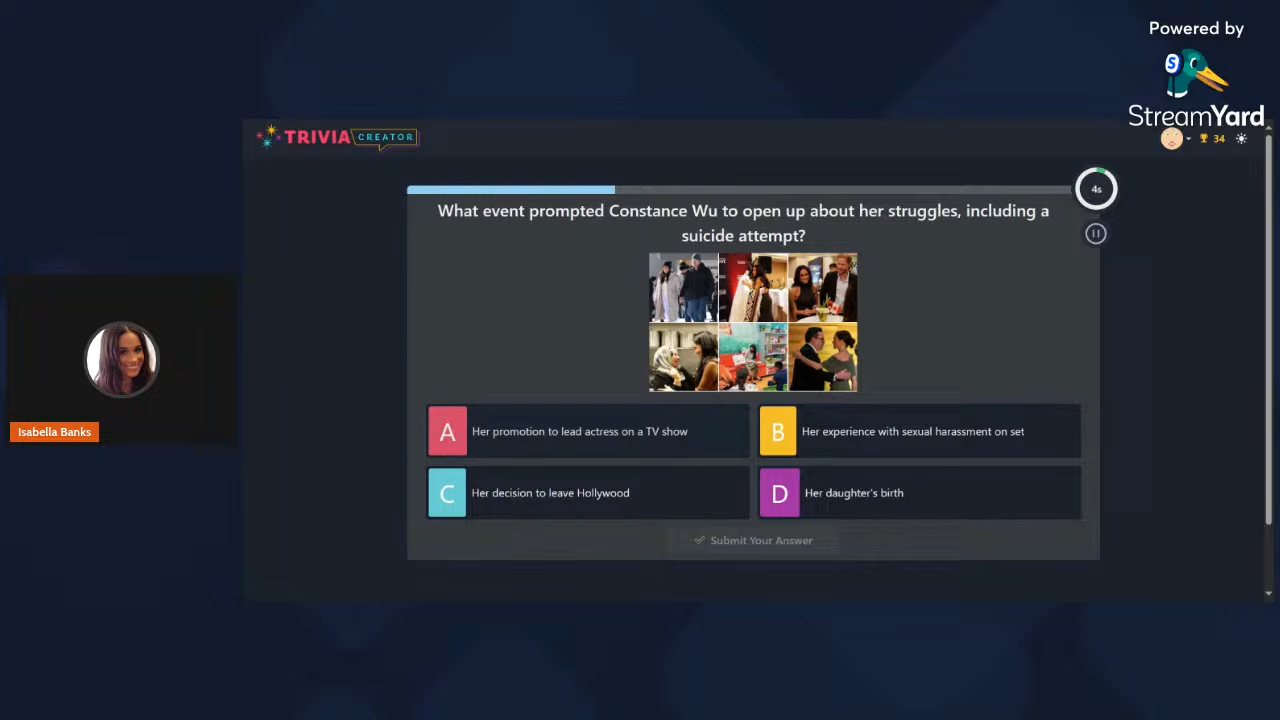 Powered by
StreamYard
TRIVIA CREATOR
34
4s
What event prompted Constance Wu to open up about her struggles, including a
suicide attempt?
A Her promotion to lead actress on a TV show
B Her experience with sexual harassment on set
C Her decision to leave Hollywood
D Her daughter's birth
Submit Your Answer
Isabella Banks